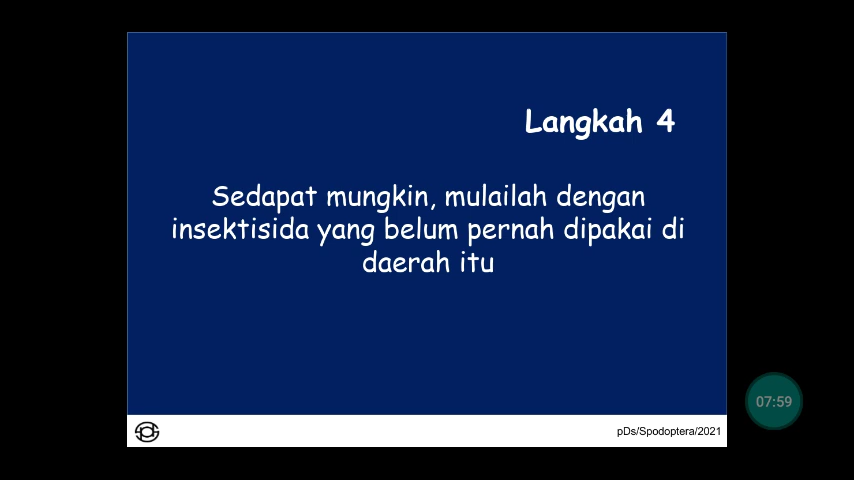 Langkah 4
Sedapat mungkin, mulailah dengan
insektisida yang belum pernah dipakai di
daerah itu
07:59
pDs/Spodoptera/2021